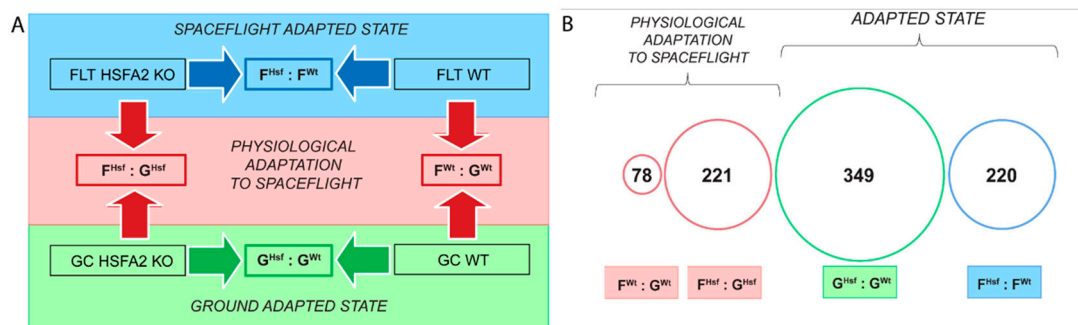 A
SPACEFLIGHT ADAPTED STATE
FLT HSFA2 KO
F^Hsf : F^Wt
FLT WT
F^Hsf : G^Hsf
PHYSIOLOGICAL
ADAPTATION
TO SPACEFLIGHT
F^Wt : G^Wt
GC HSFA2 KO
G^Hsf : G^Wt
GC WT
GROUND ADAPTED STATE
B
PHYSIOLOGICAL
ADAPTATION
TO SPACEFLIGHT
ADAPTED STATE
78
221
349
220
F^Wt : G^Wt
F^Hsf : G^Hsf
G^Hsf : G^Wt
F^Hsf : F^Wt